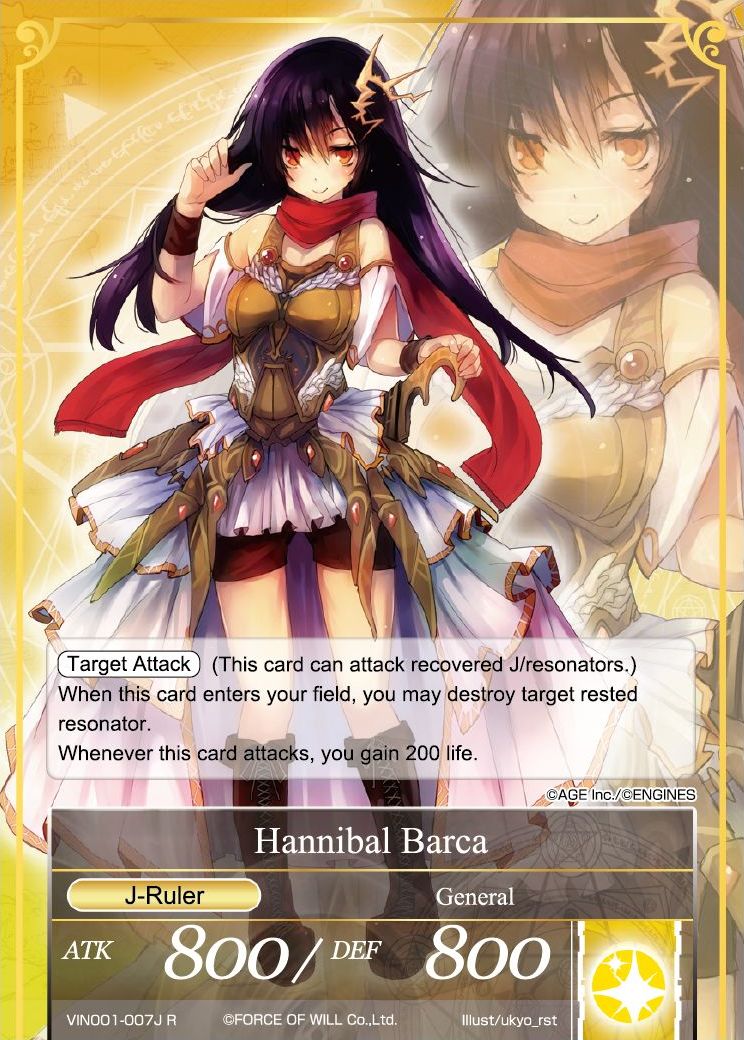 Target Attack (This card can attack recovered J/resonators.)
When this card enters your field, you may destroy target rested
resonator.
Whenever this card attacks, you gain 200 life.
©AGE Inc./©ENGINES
Hannibal Barca
J-Ruler General
ATK 800/ DEF 800
VIN001-007J R ©FORCE OF WILL Co.,Ltd. Illust/ukyo_rst